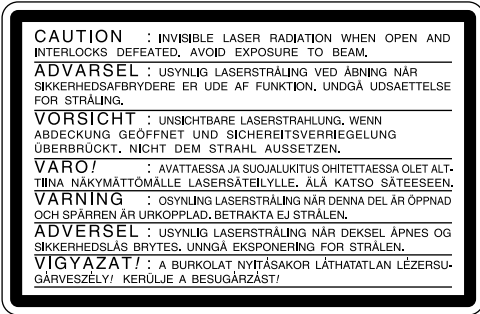 CAUTION : INVISIBLE LASER RADIATION WHEN OPEN AND
INTERLOCKS DEFEATED. AVOID EXPOSURE TO BEAM.
ADVARSEL : USYNLIG LASERSTRÅLING VED ÅBNING NÅR
SIKKERHEDSAFBRYDERE ER UDE AF FUNKTION. UNDGÅ UDSAETTELSE
FOR STRÅLING.
VORSICHT : UNSICHTBARE LASERSTRAHLUNG. WENN
ABDECKUNG GEÖFFNET UND SICHEREITSVERRIEGELUNG
ÜBERBRÜCKT. NICHT DEM STRAHL AUSSETZEN.
VARO! : AVATTAESSA JA SUOJALUKITUS OHITETTAESSA OLET ALT-
TIINA NÄKYMÄTTÖMÄLLE LASERSÄTEILYLLE. ÄLÄ KATSO SÄTEESEEN.
VARNING : OSYNLING LASERSTRÅLNING NÄR DENNA DEL ÄR ÖPPNAD
OCH SPÄRREN ÄR URKOPPLAD. BETRAKTA EJ STRÅLEN.
ADVERSEL : USYNLIG LASERSTRÅLING NÅR DEKSEL ÅPNES OG
SIKKERHEDSLÅS BRYTES. UNNGÅ EKSPONERING FOR STRÅLEN.
VIGYAZAT! : A BURKOLAT NYITÁSAKOR LÁTHATATLAN LÉZERSU-
GÁRVESZÉLY! KERÜLJE A BESUGÁRZÁST!